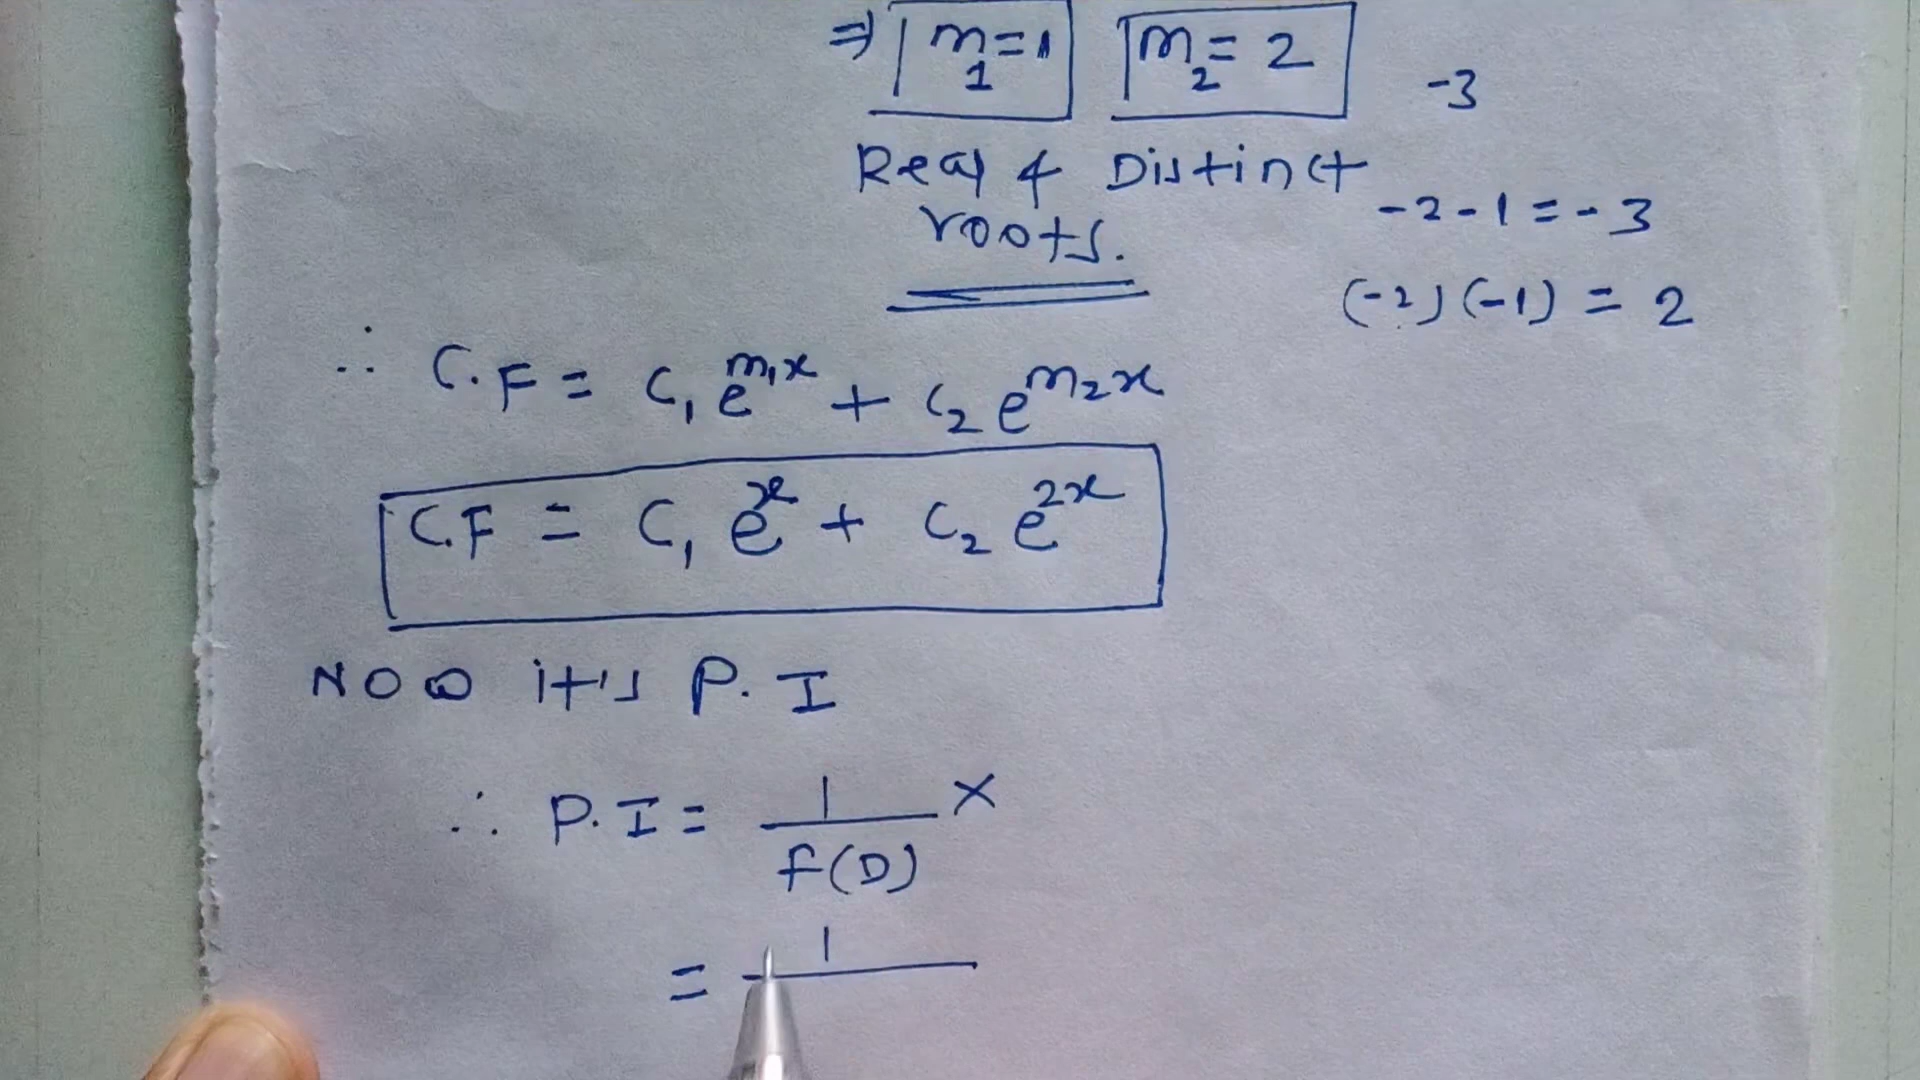 ⇒ m₁=1 m₂=2
-3
Real & Distinct
roots.
-2-1=-3
(-2)(-1)=2
∴ C.F = C₁e^{m₁x} + C₂e^{m₂x}
C.F = C₁e^{x} + C₂e^{2x}
NOW it's P.I
∴ P.I = 1/f(D) X
= 1/